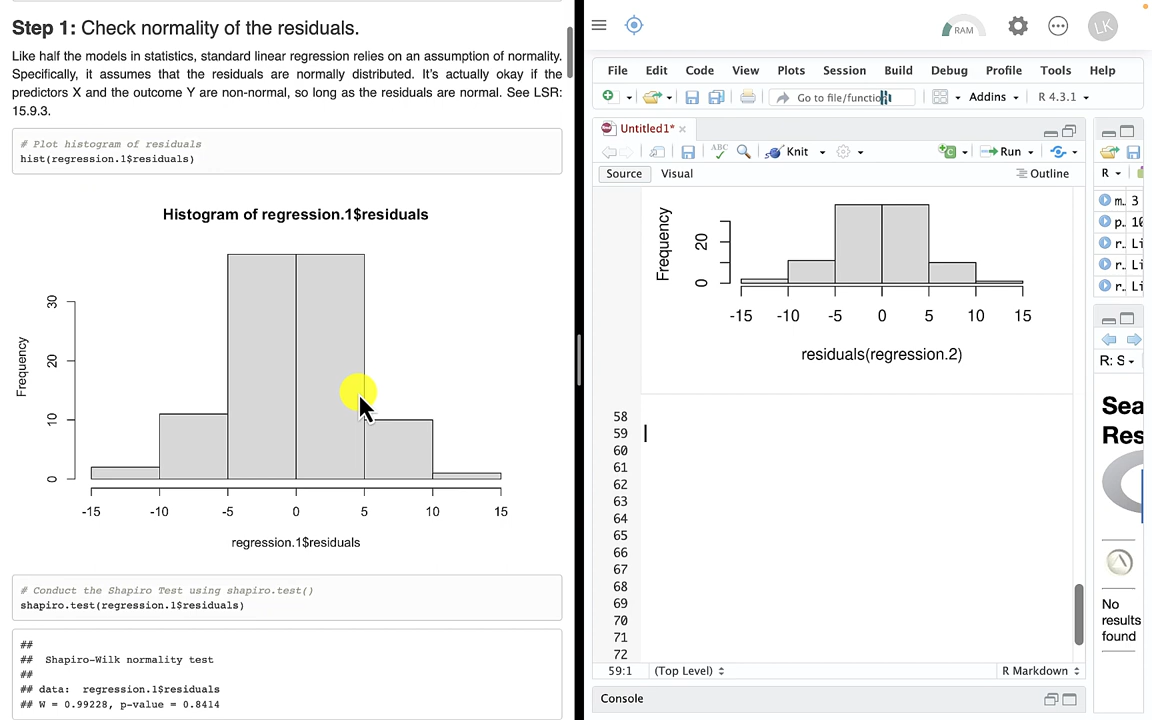 Step 1: Check normality of the residuals.
Like half the models in statistics, standard linear regression relies on an assumption of normality.
Specifically, it assumes that the residuals are normally distributed. It's actually okay if the
predictors X and the outcome Y are non-normal, so long as the residuals are normal. See LSR:
15.9.3.
# Plot histogram of residuals
hist(regression.1$residuals)
Histogram of regression.1$residuals
Frequency
30
20
10
0
-15 -10 -5 0 5 10 15
regression.1$residuals
# Conduct the Shapiro Test using shapiro.test()
shapiro.test(regression.1$residuals)
##
## Shapiro-Wilk normality test
##
## data: regression.1$residuals
## W = 0.99228, p-value = 0.8414
RAM
LK
File Edit Code View Plots Session Build Debug Profile Tools Help
Go to file/function Addins R 4.3.1
Untitled1*
ABC Knit Run
Source Visual Outline
Frequency
20
0
-15 -10 -5 0 5 10 15
residuals(regression.2)
58
59
60
61
62
63
64
65
66
67
68
69
70
71
72
59:1 (Top Level) R Markdown
Console
R
m. 3
p. 10
r. Li
r. Li
r. Li
R: S
Sea
Res
No
results
found